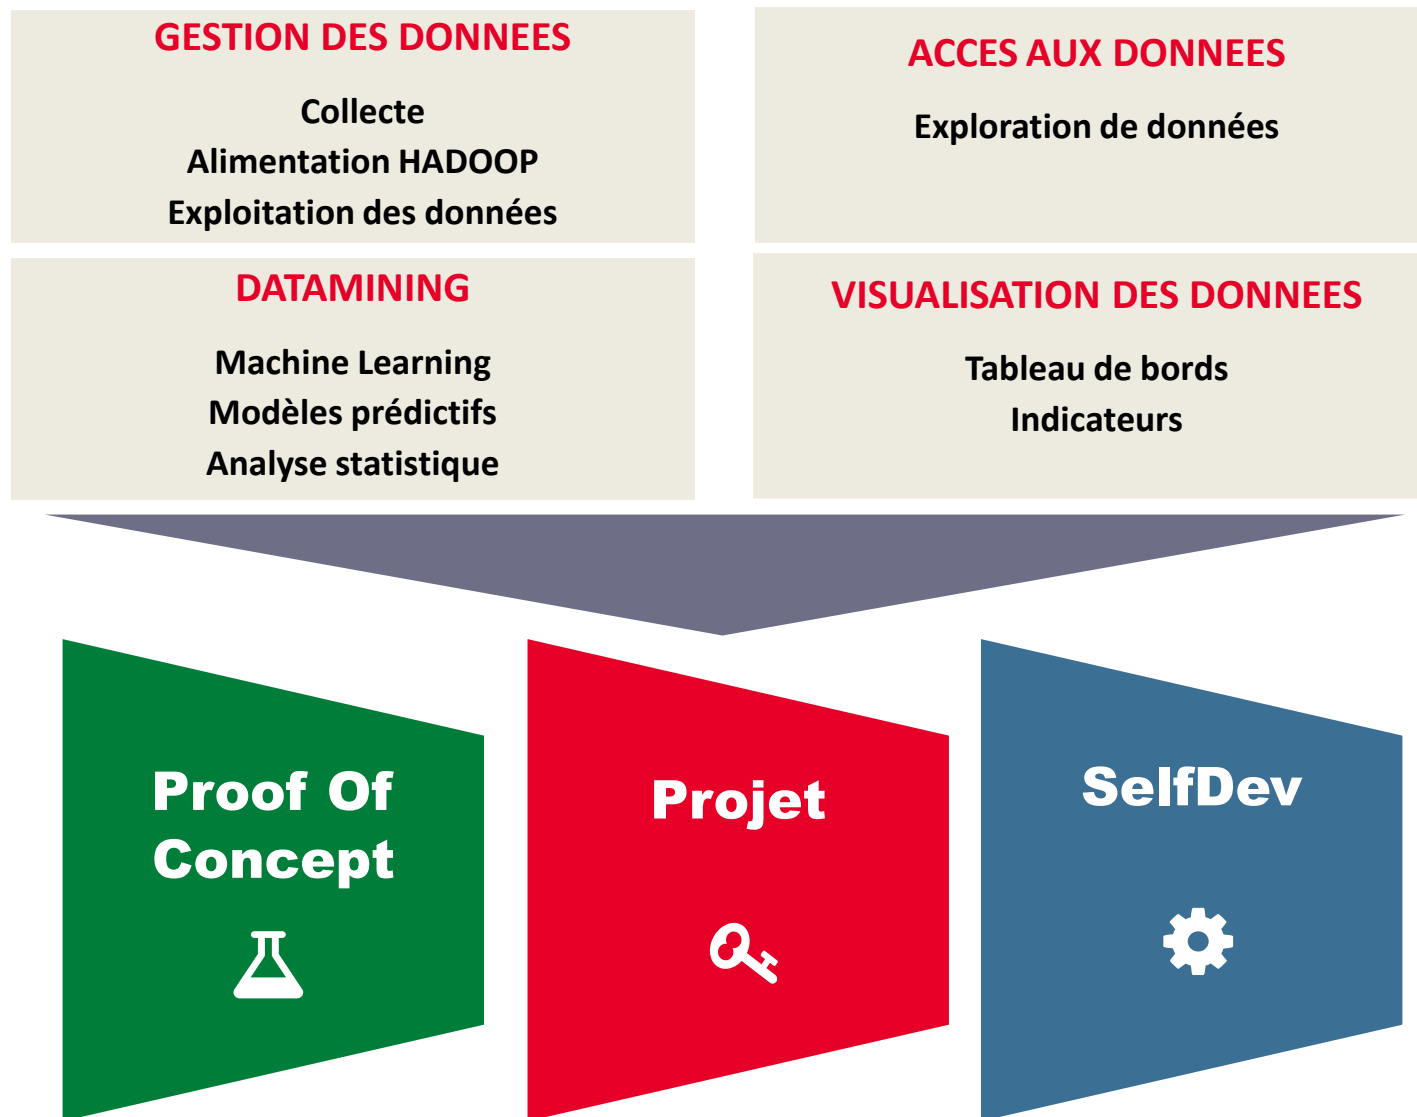 GESTION DES DONNEES
Collecte
Alimentation HADOOP
Exploitation des données
ACCES AUX DONNEES
Exploration de données
DATAMINING
Machine Learning
Modèles prédictifs
Analyse statistique
VISUALISATION DES DONNEES
Tableau de bords
Indicateurs
Proof Of
Concept
Projet
SelfDev